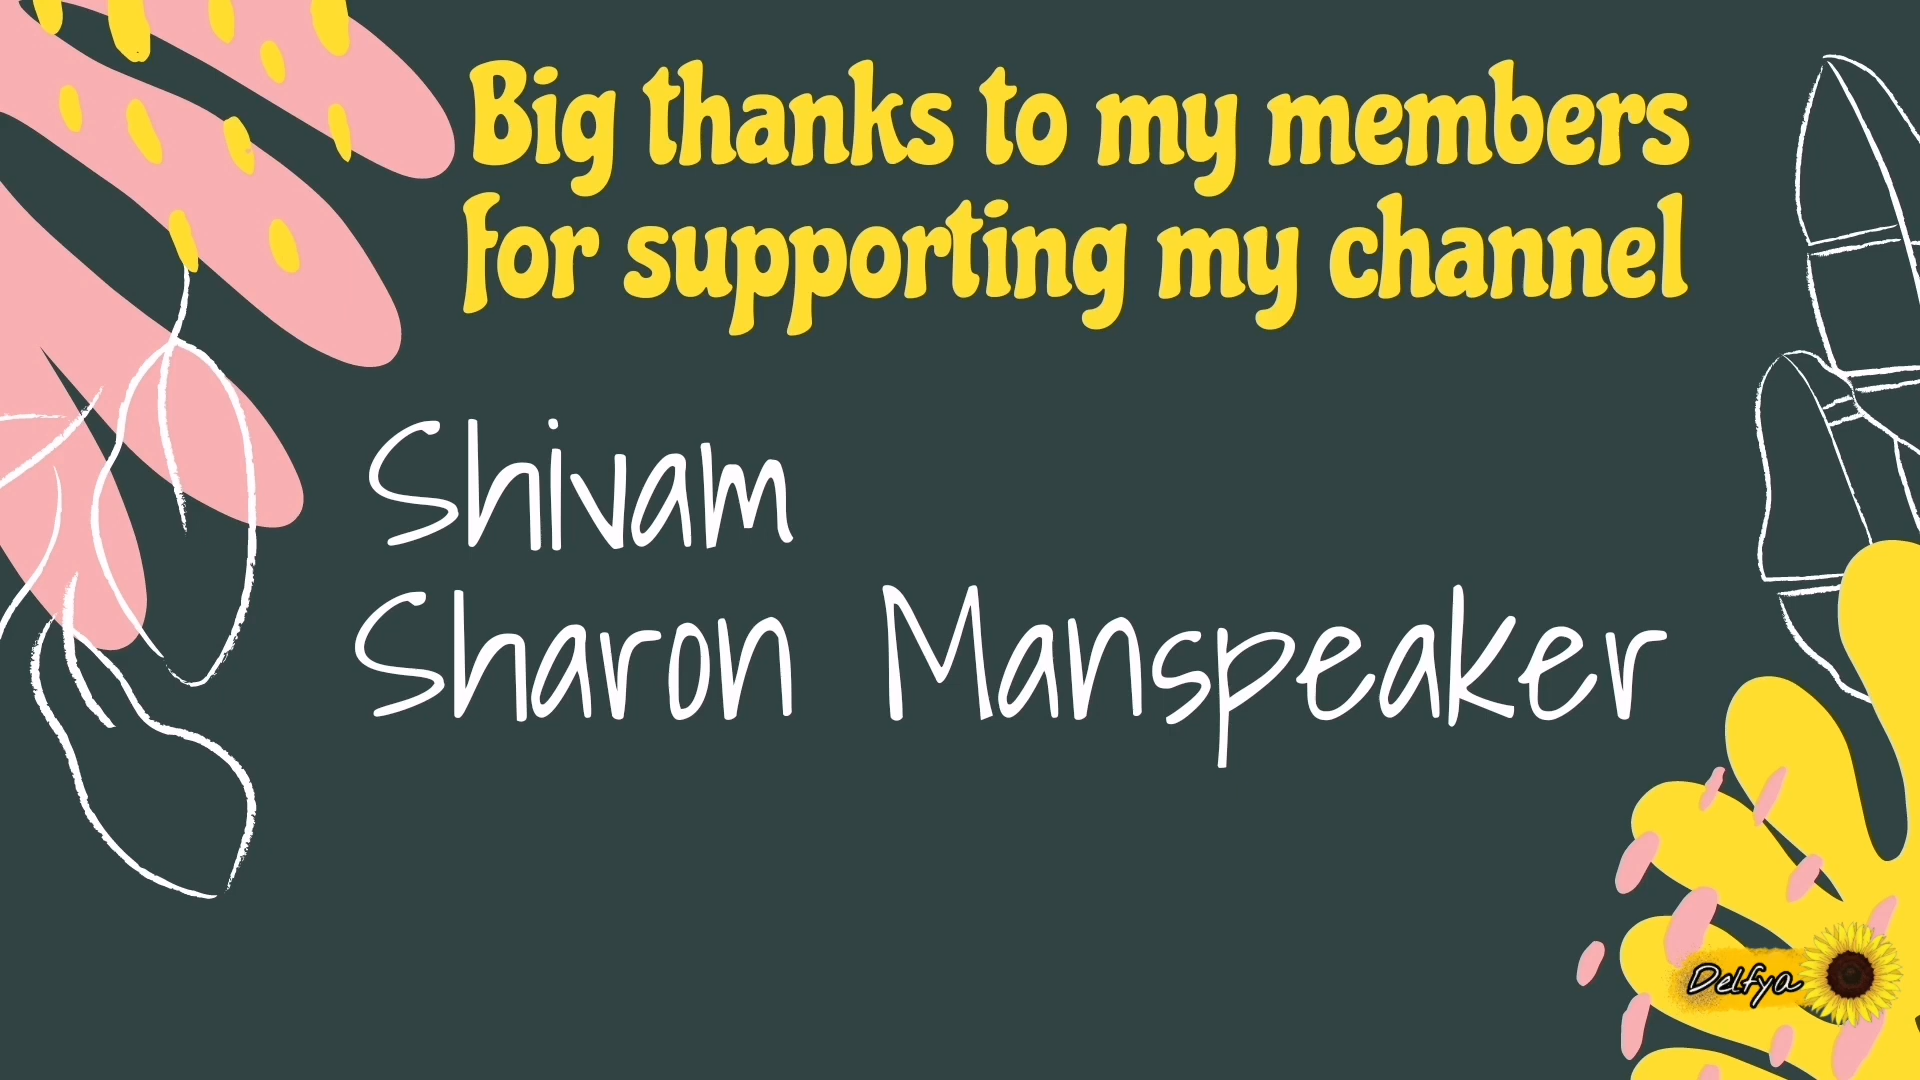 Big thanks to my members
for supporting my channel
Shivam
Sharon Manspeaker
Delfya